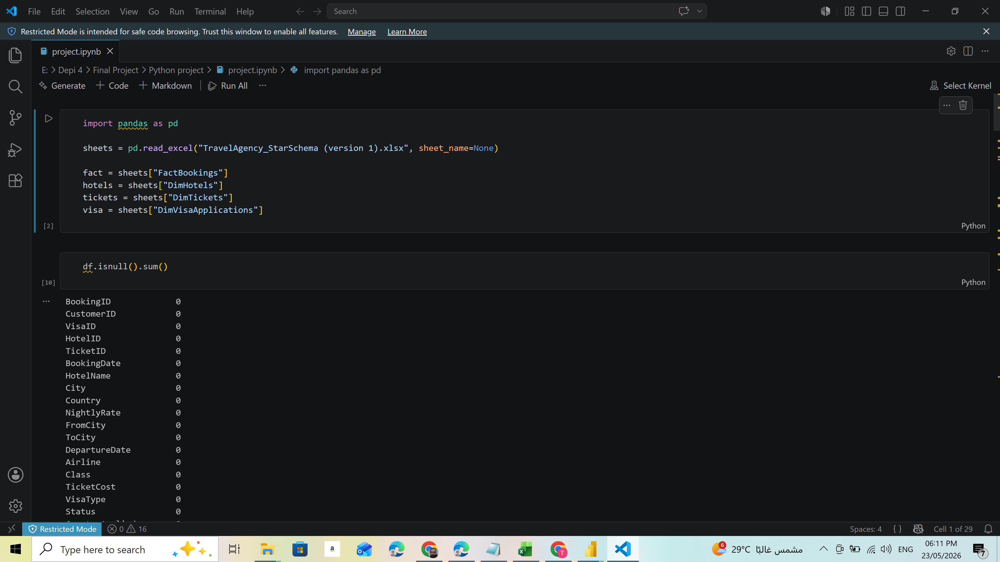 File Edit Selection View Go Run Terminal Help Search
Restricted Mode is intended for safe code browsing. Trust this window to enable all features. Manage Learn More
project.ipynb
E: > Depi 4 > Final Project > Python project > project.ipynb > import pandas as pd
Generate + Code + Markdown Run All ... Select Kernel
import pandas as pd
sheets = pd.read_excel("TravelAgency_StarSchema (version 1).xlsx", sheet_name=None)
fact = sheets["FactBookings"]
hotels = sheets["DimHotels"]
tickets = sheets["DimTickets"]
visa = sheets["DimVisaApplications"]
[2] Python
df.isnull().sum()
[10] Python
BookingID 0
CustomerID 0
VisaID 0
HotelID 0
TicketID 0
BookingDate 0
HotelName 0
City 0
Country 0
NightlyRate 0
FromCity 0
ToCity 0
DepartureDate 0
Airline 0
Class 0
TicketCost 0
VisaType 0
Status 0
Restricted Mode 0 16 Spaces: 4 { } Cell 1 of 29
Type here to search a T 6 29°C مشمس غالبًا ENG 06:11 PM
23/05/2026 7